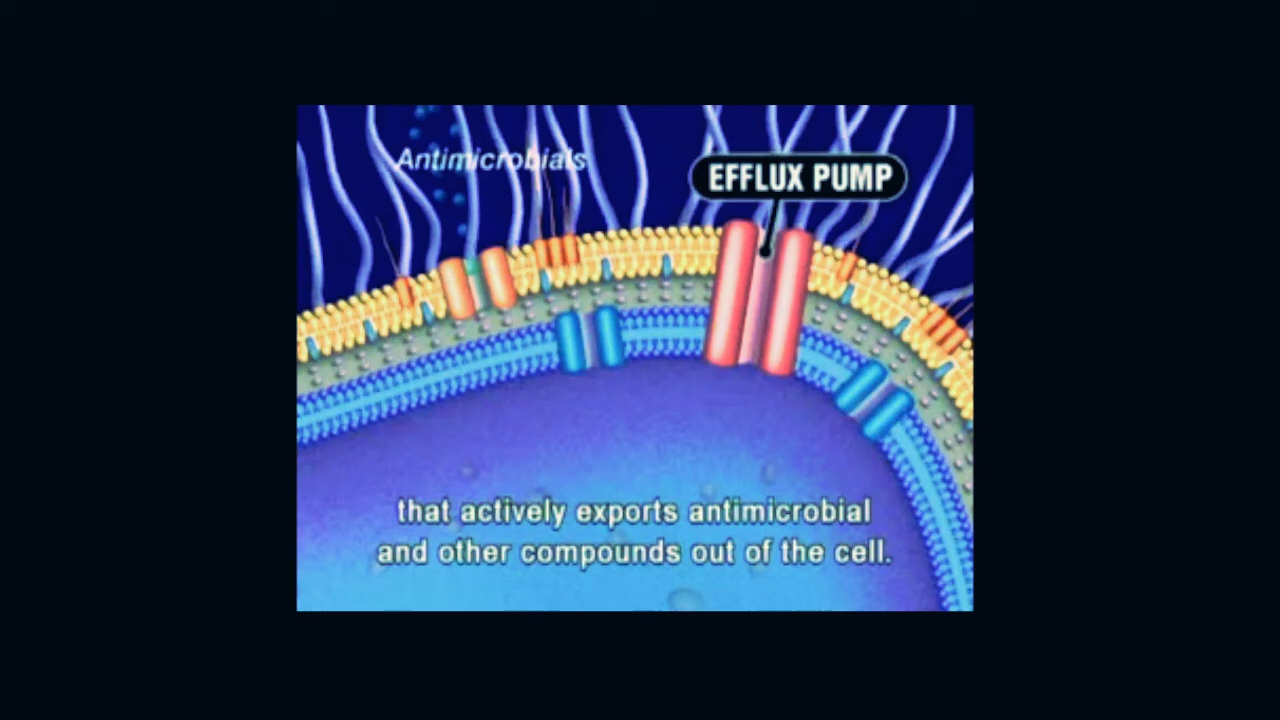 Antimicrobials
EFFLUX PUMP
that actively exports antimicrobial
and other compounds out of the cell.